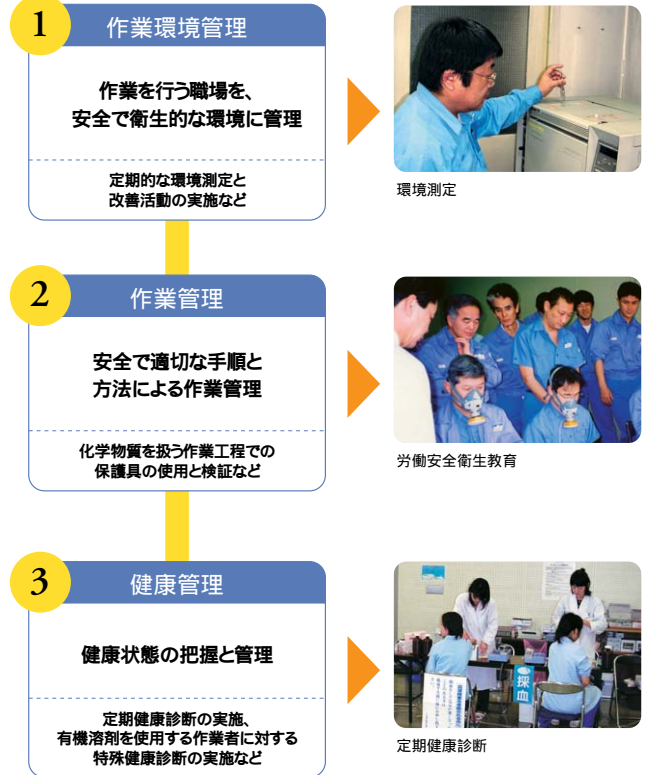 1
作業環境管理
作業を行う職場を、
安全で衛生的な環境に管理
定期的な環境測定と
改善活動の実施など
環境測定
2
作業管理
安全で適切な手順と
方法による作業管理
化学物質を扱う作業工程での
保護具の使用と検証など
労働安全衛生教育
3
健康管理
健康状態の把握と管理
定期健康診断の実施、
有機溶剤を使用する作業者に対する
特殊健康診断の実施など
採血
定期健康診断